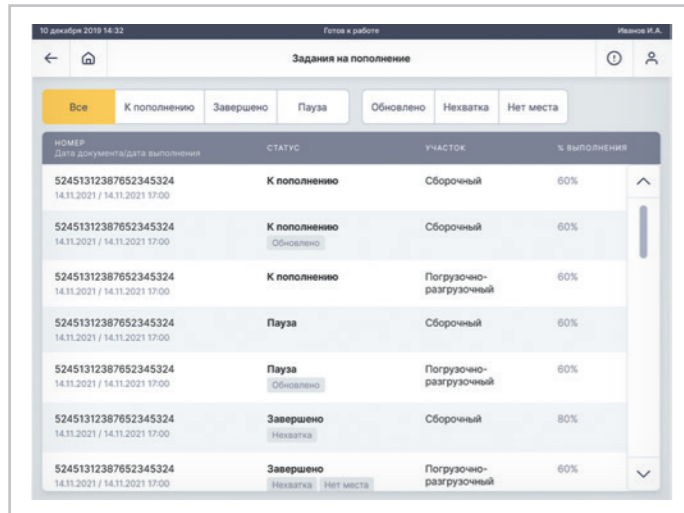 10 декабря 2019 14:32 Готов к работе Иванов И.А.
Задания на пополнение
Все К пополнению Завершено Пауза Обновлено Нехватка Нет места
НОМЕР СТАТУС УЧАСТОК % ВЫПОЛНЕНИЯ
Дата документа/дата выполнения
52451312387652345324 К пополнению Сборочный 60%
14.11.2021 / 14.11.2021 17:00
52451312387652345324 К пополнению Сборочный 60%
14.11.2021 / 14.11.2021 17:00 Обновлено
52451312387652345324 К пополнению Погрузочно- 60%
14.11.2021 / 14.11.2021 17:00 разгрузочный
52451312387652345324 Пауза Сборочный 60%
14.11.2021 / 14.11.2021 17:00
52451312387652345324 Пауза Погрузочно- 60%
14.11.2021 / 14.11.2021 17:00 Обновлено разгрузочный
52451312387652345324 Завершено Сборочный 80%
14.11.2021 / 14.11.2021 17:00 Нехватка
52451312387652345324 Завершено Погрузочно- 60%
14.11.2021 / 14.11.2021 17:00 Нехватка Нет места разгрузочный